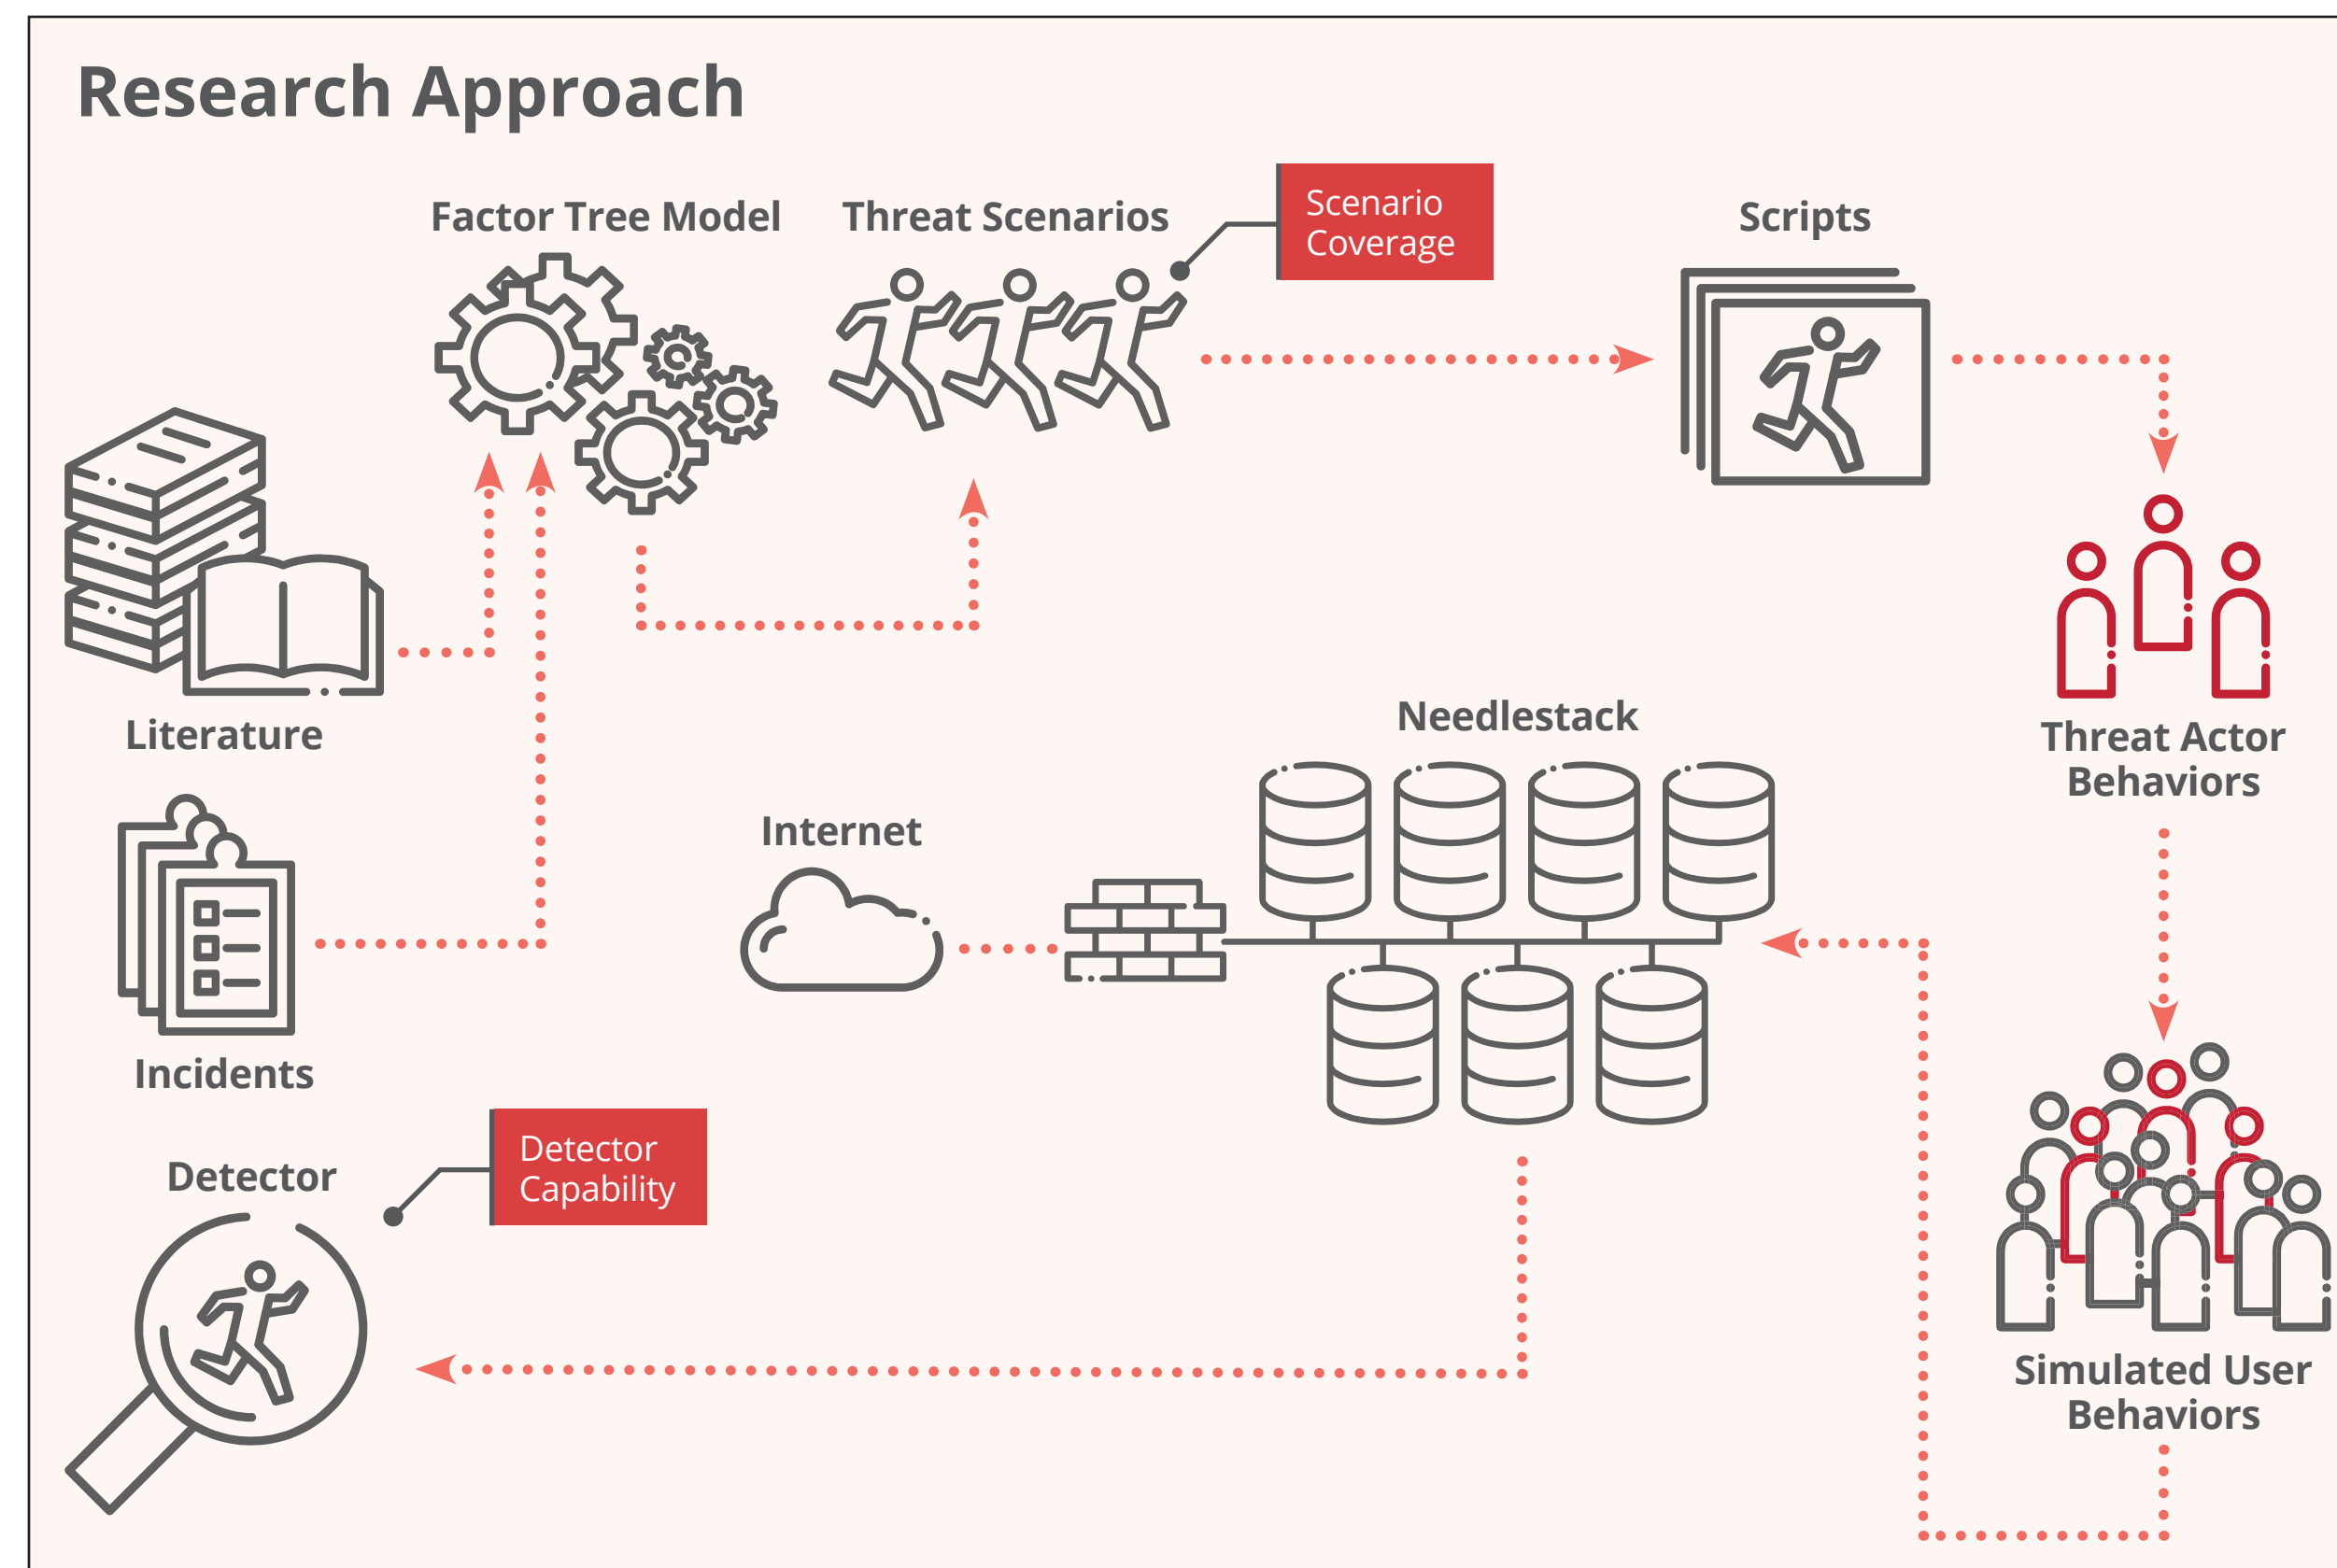 Research Approach
Factor Tree Model
Threat Scenarios
Scenario
Coverage
Scripts
Literature
Threat Actor
Behaviors
Needlestack
Internet
Incidents
Detector
Detector
Capability
Simulated User
Behaviors